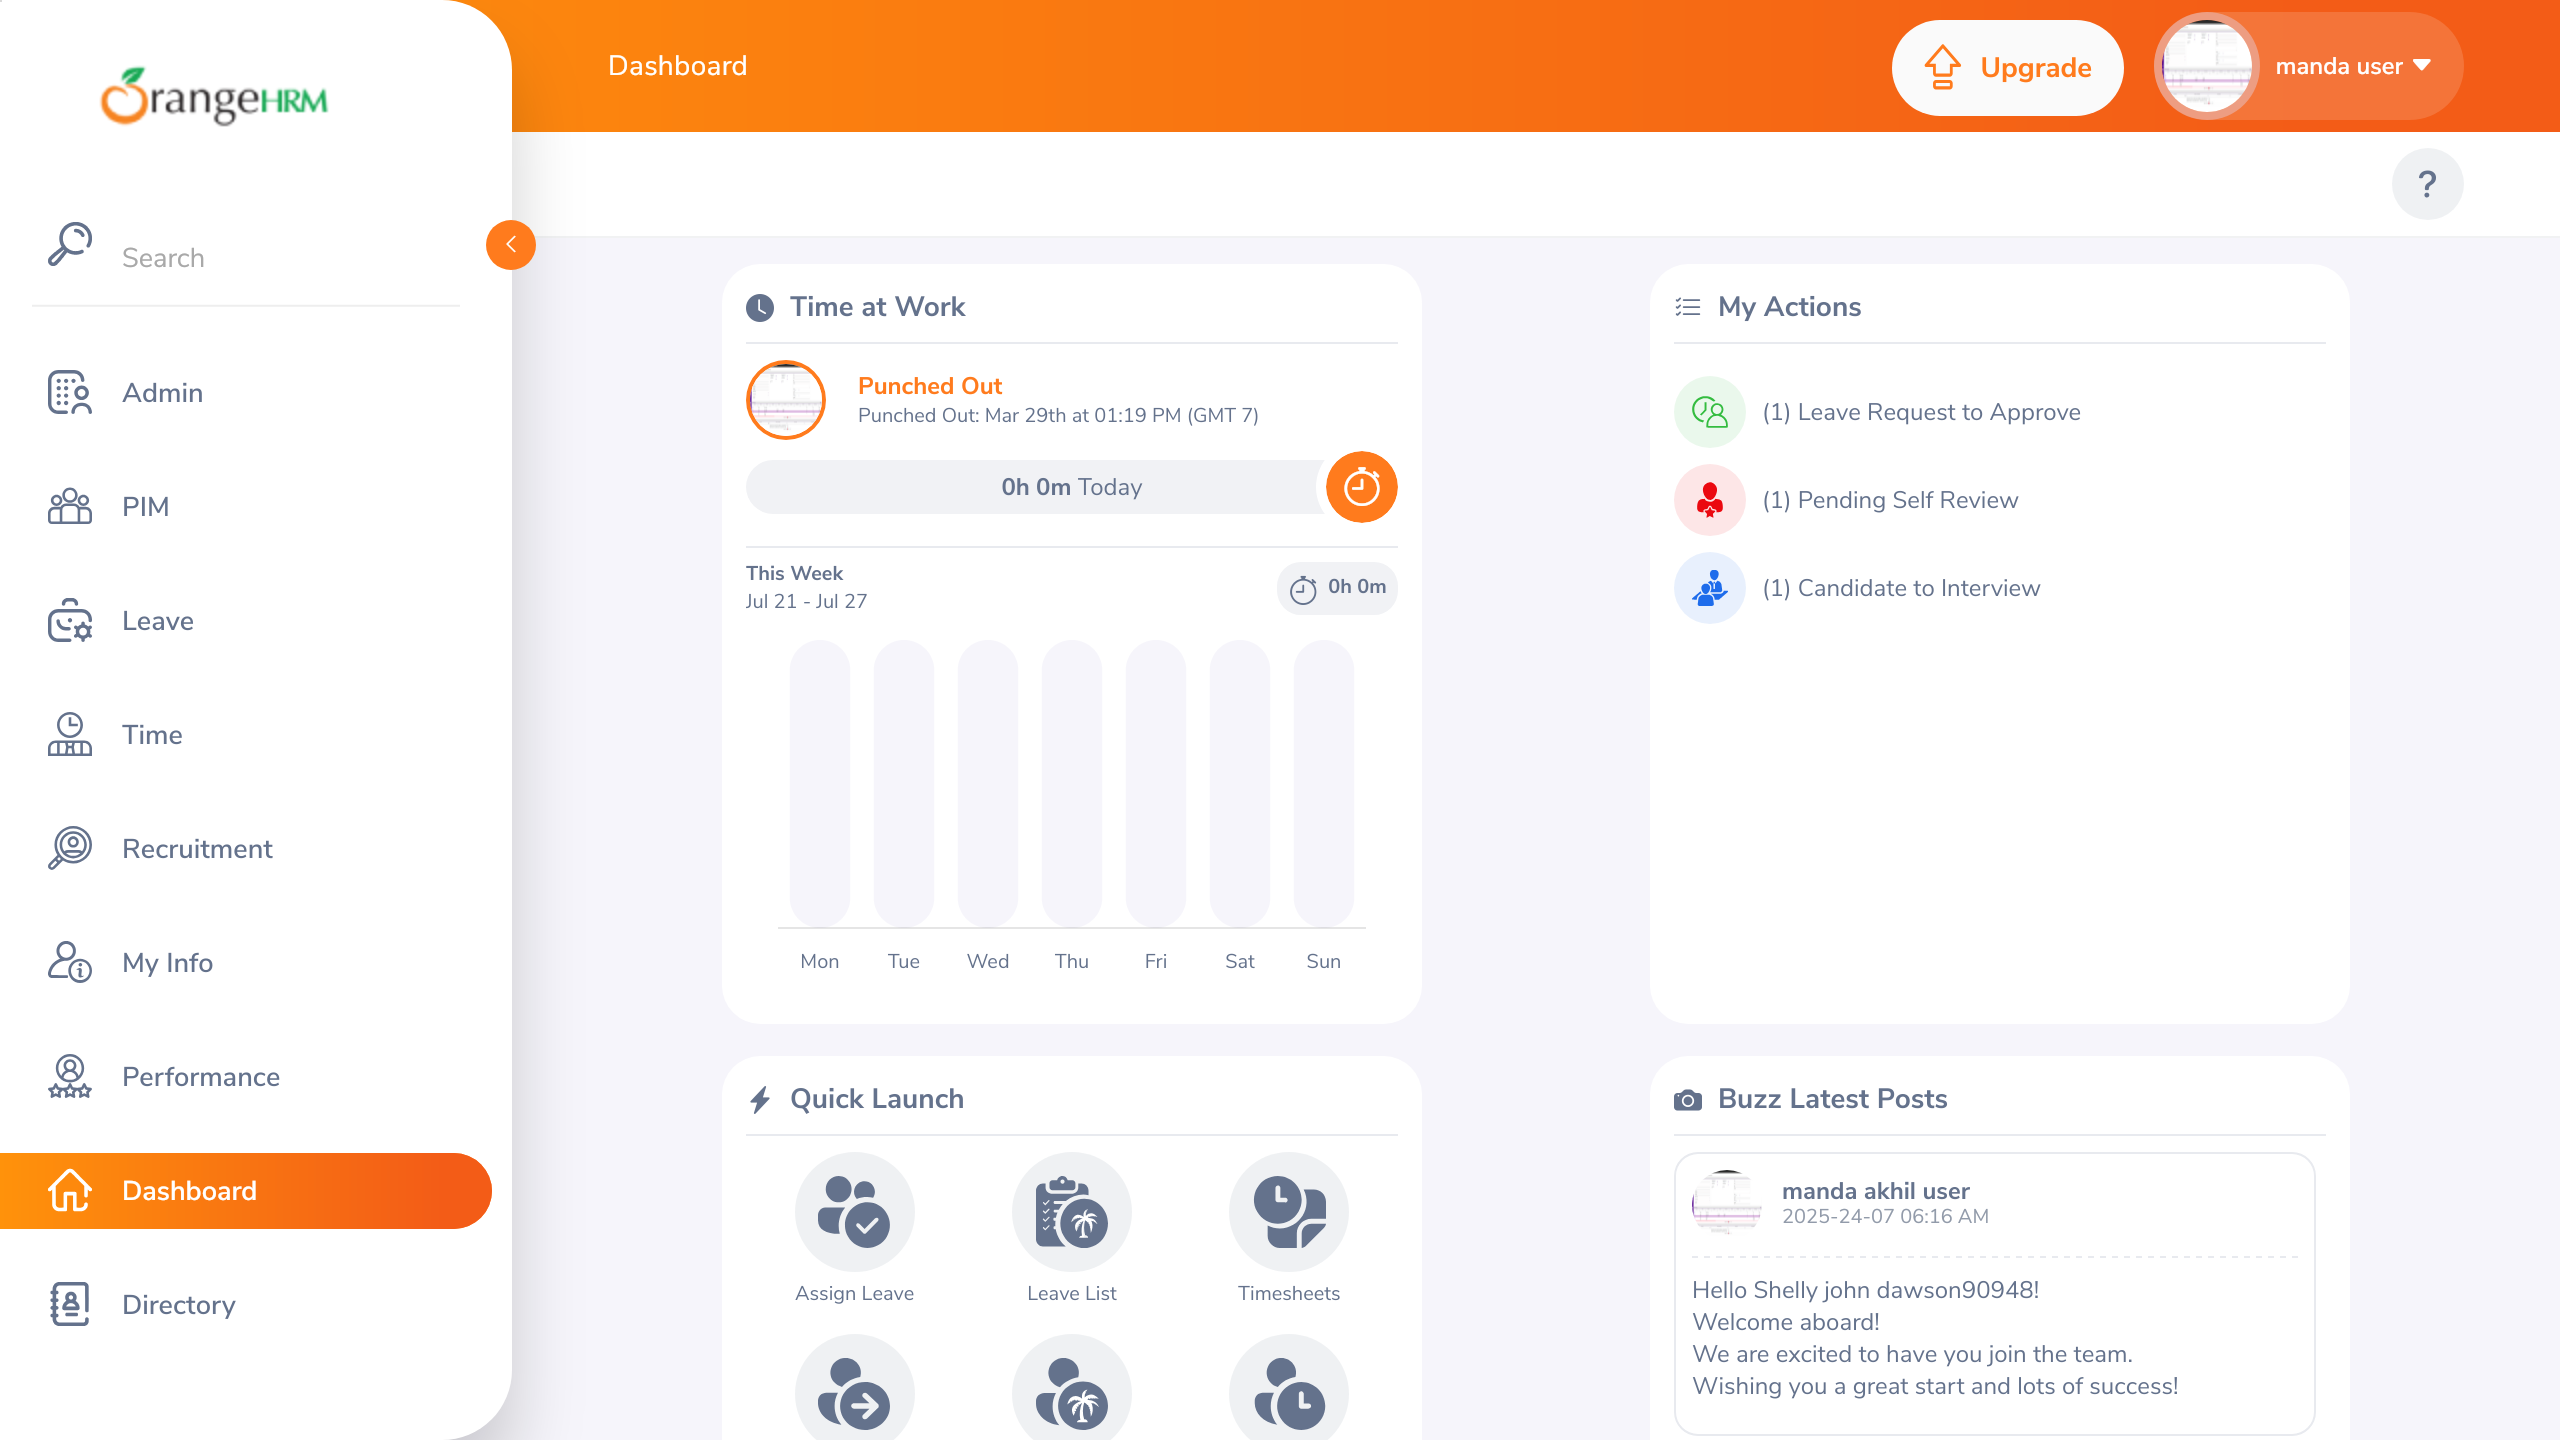 OrangeHRM
Search
Admin
PIM
Leave
Time
Recruitment
My Info
Performance
Dashboard
Directory
Dashboard
Upgrade
manda user
?
Time at Work
Punched Out
Punched Out: Mar 29th at 01:19 PM (GMT 7)
0h 0m Today
This Week
Jul 21 - Jul 27
0h 0m
Mon Tue Wed Thu Fri Sat Sun
My Actions
(1) Leave Request to Approve
(1) Pending Self Review
(1) Candidate to Interview
Quick Launch
Assign Leave
Leave List
Timesheets
Buzz Latest Posts
manda akhil user
2025-24-07 06:16 AM
Hello Shelly john dawson90948!
Welcome aboard!
We are excited to have you join the team.
Wishing you a great start and lots of success!